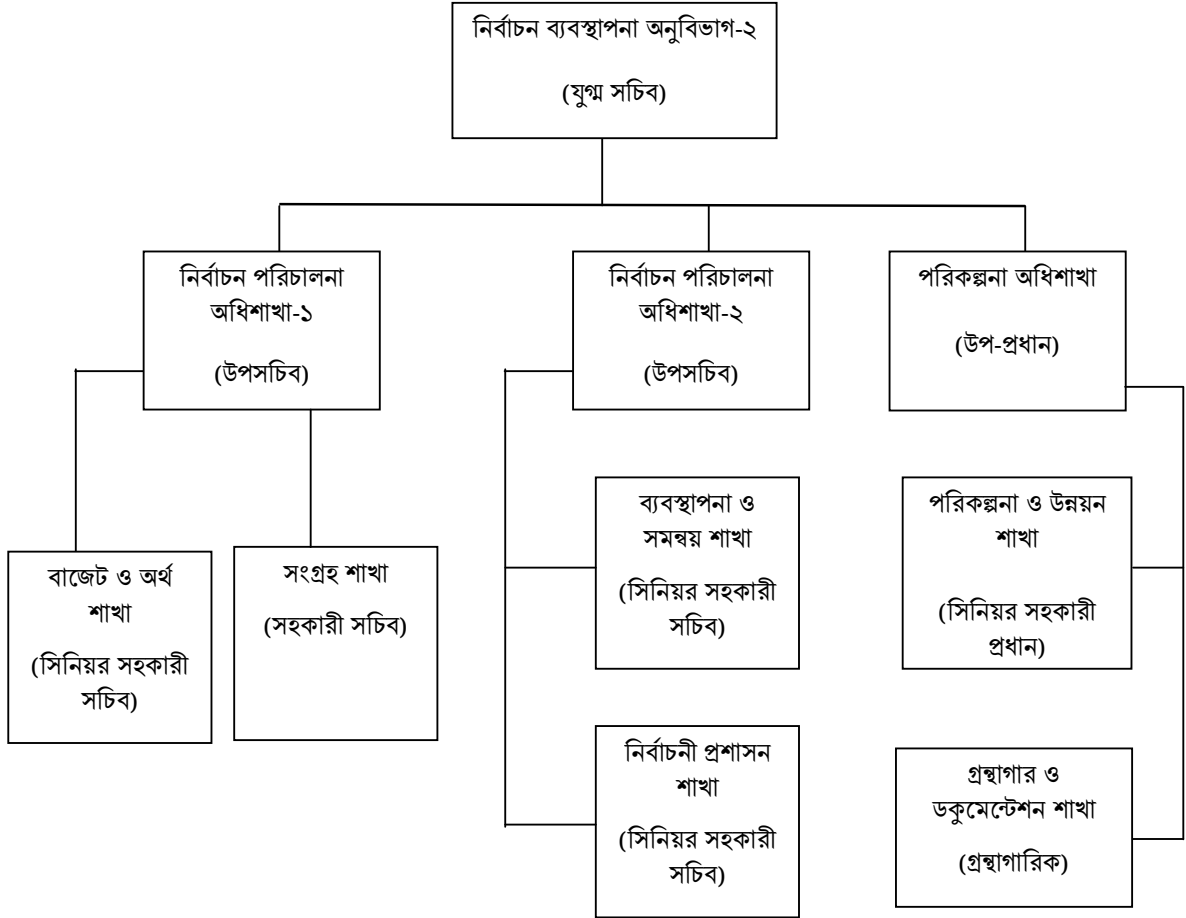 নির্বাচন ব্যবস্থাপনা অনুবিভাগ-২
(যুগ্ম সচিব)
নির্বাচন পরিচালনা
অধিশাখা-১
(উপসচিব)
নির্বাচন পরিচালনা
অধিশাখা-২
(উপসচিব)
পরিকল্পনা অধিশাখা
(উপ-প্রধান)
বাজেট ও অর্থ
শাখা
(সিনিয়র সহকারী
সচিব)
সংগ্রহ শাখা
(সহকারী সচিব)
ব্যবস্থাপনা ও
সমন্বয় শাখা
(সিনিয়র সহকারী
সচিব)
পরিকল্পনা ও উন্নয়ন
শাখা
(সিনিয়র সহকারী
প্রধান)
নির্বাচনী প্রশাসন
শাখা
(সিনিয়র সহকারী
সচিব)
গ্রন্থাগার ও
ডকুমেন্টেশন শাখা
(গ্রন্থাগারিক)